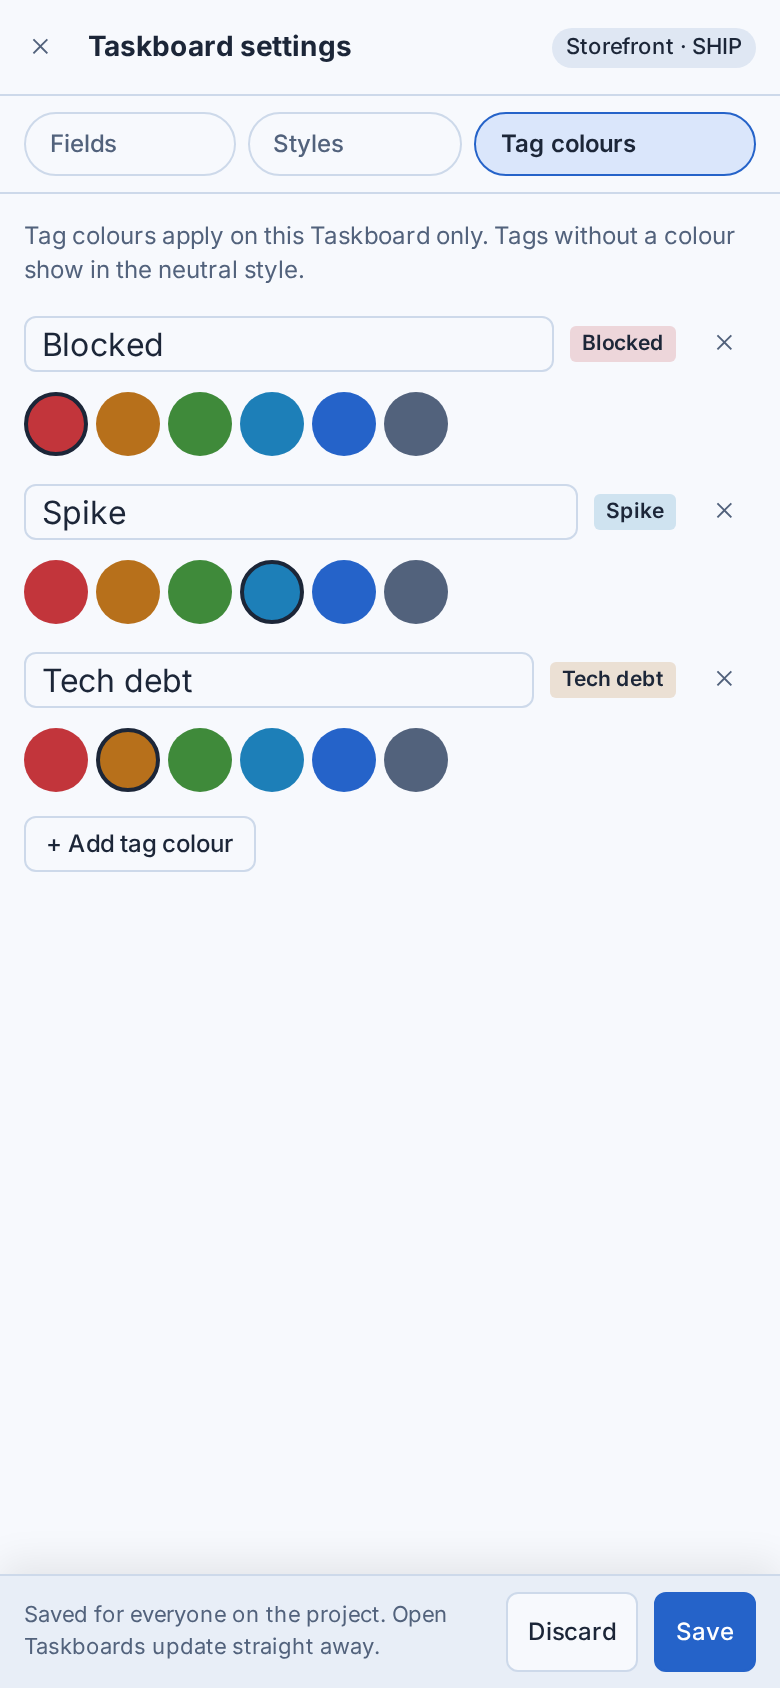 Taskboard settings
Storefront · SHIP
Fields
Styles
Tag colours
Tag colours apply on this Taskboard only. Tags without a colour
show in the neutral style.
Blocked
Blocked
Spike
Spike
Tech debt
Tech debt
+ Add tag colour
Saved for everyone on the project. Open
Taskboards update straight away.
Discard
Save